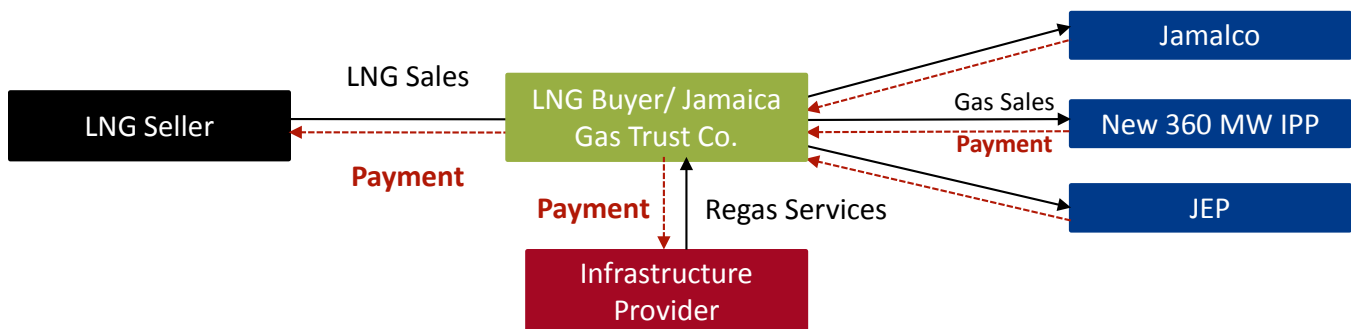 Jamalco
LNG Sales
LNG Seller
LNG Buyer/ Jamaica
Gas Trust Co.
Gas Sales
Payment
New 360 MW IPP
Payment
Payment
Regas Services
JEP
Infrastructure
Provider